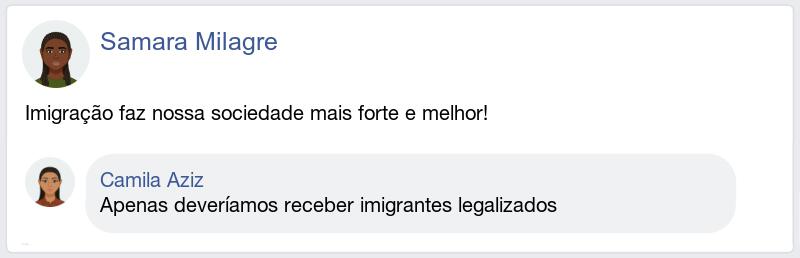 Samara Milagre
Imigração faz nossa sociedade mais forte e melhor!
Camila Aziz
Apenas deveríamos receber imigrantes legalizados